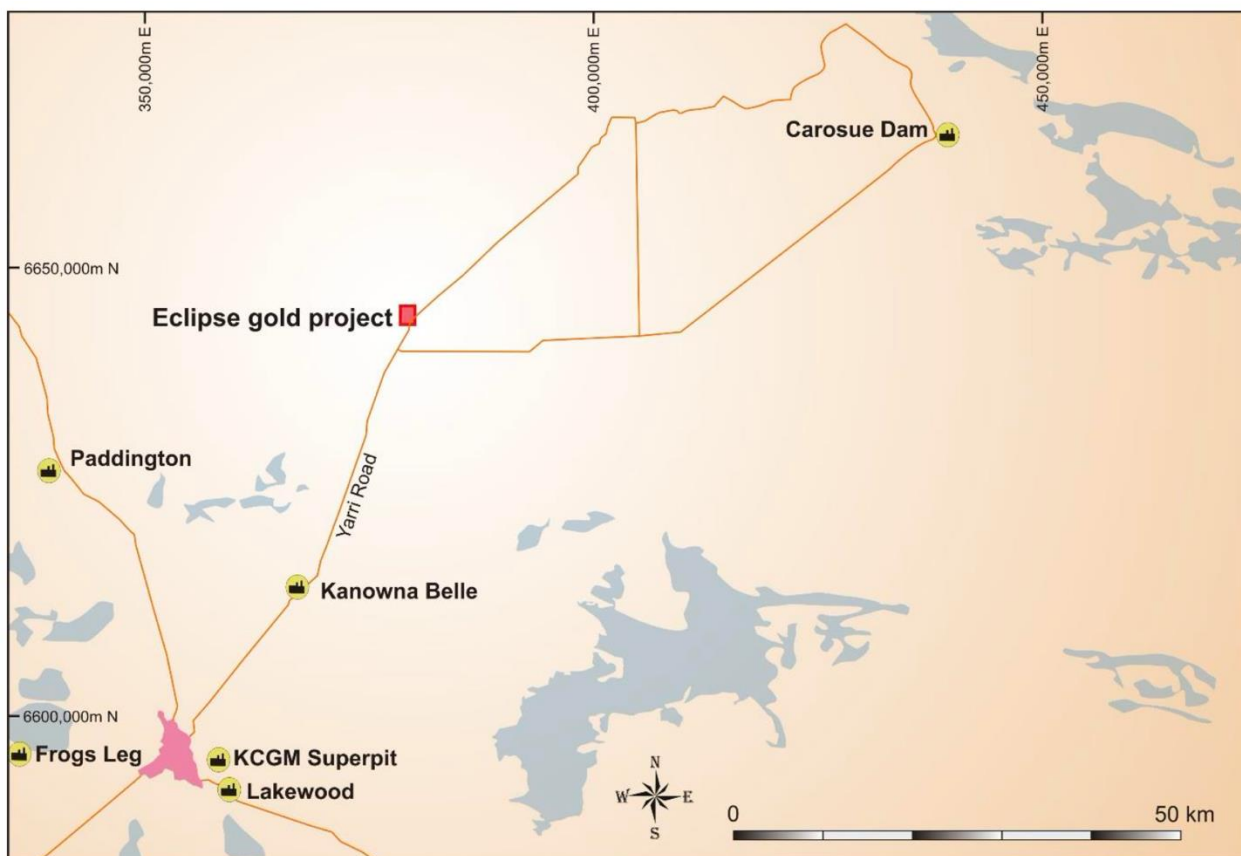 350,000m E
400,000m E
450,000m E
Carosue Dam
6650,000m N
Eclipse gold project
Paddington
Yarri Road
Kanowna Belle
6600,000m N
Frogs Leg
KCGM Superpit
Lakewood
N
W E
S
0 50 km